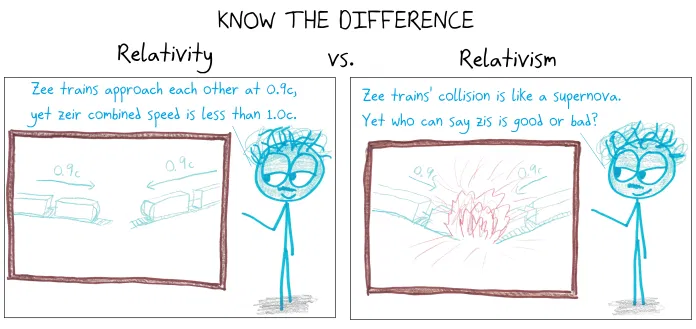 KNOW THE DIFFERENCE
Relativity vs. Relativism
Zee trains approach each other at 0.9c,
yet zeir combined speed is less than 1.0c.
0.9c 0.9c
Zee trains' collision is like a supernova.
Yet who can say zis is good or bad?
0.9c 0.9c